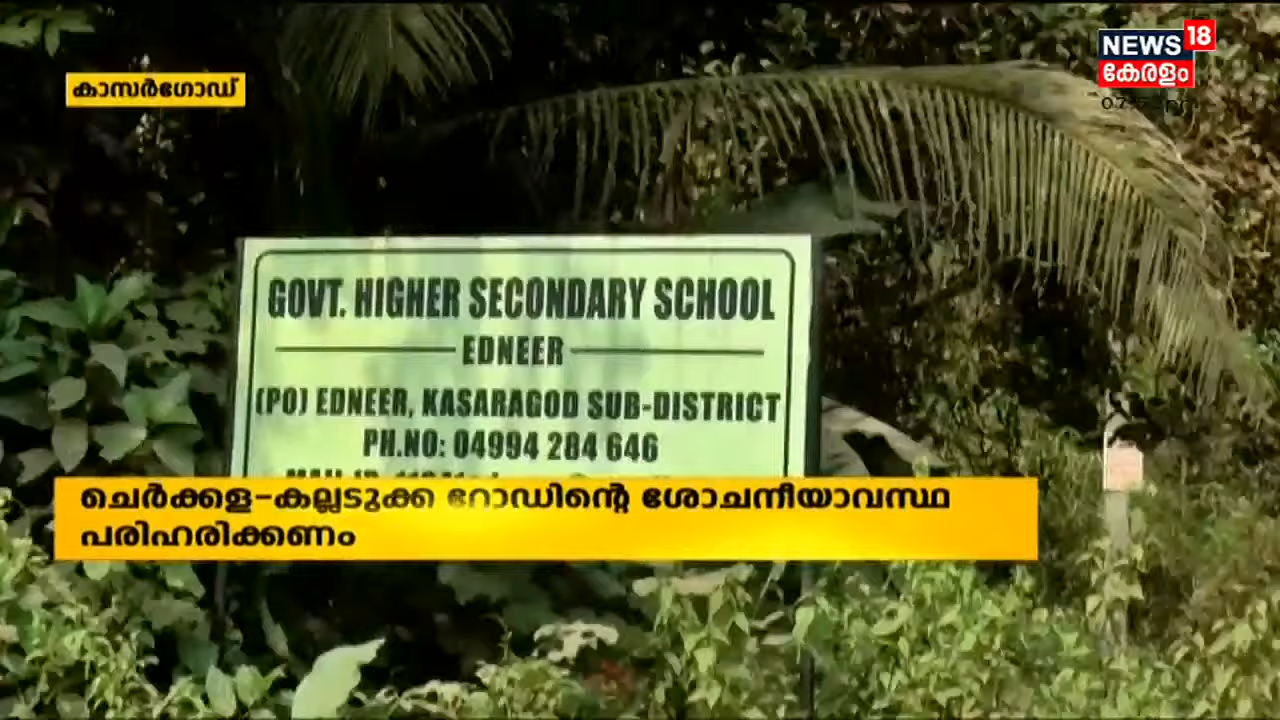 NEWS 18
കേരളം
കാസർഗോഡ്
GOVT. HIGHER SECONDARY SCHOOL
EDNEER
(PO) EDNEER, KASARAGOD SUB-DISTRICT
PH.NO: 04994 284 646
ചെർക്കള-കല്ലടുക്ക റോഡിന്റെ ശോചനീയാവസ്ഥ
പരിഹരിക്കണം